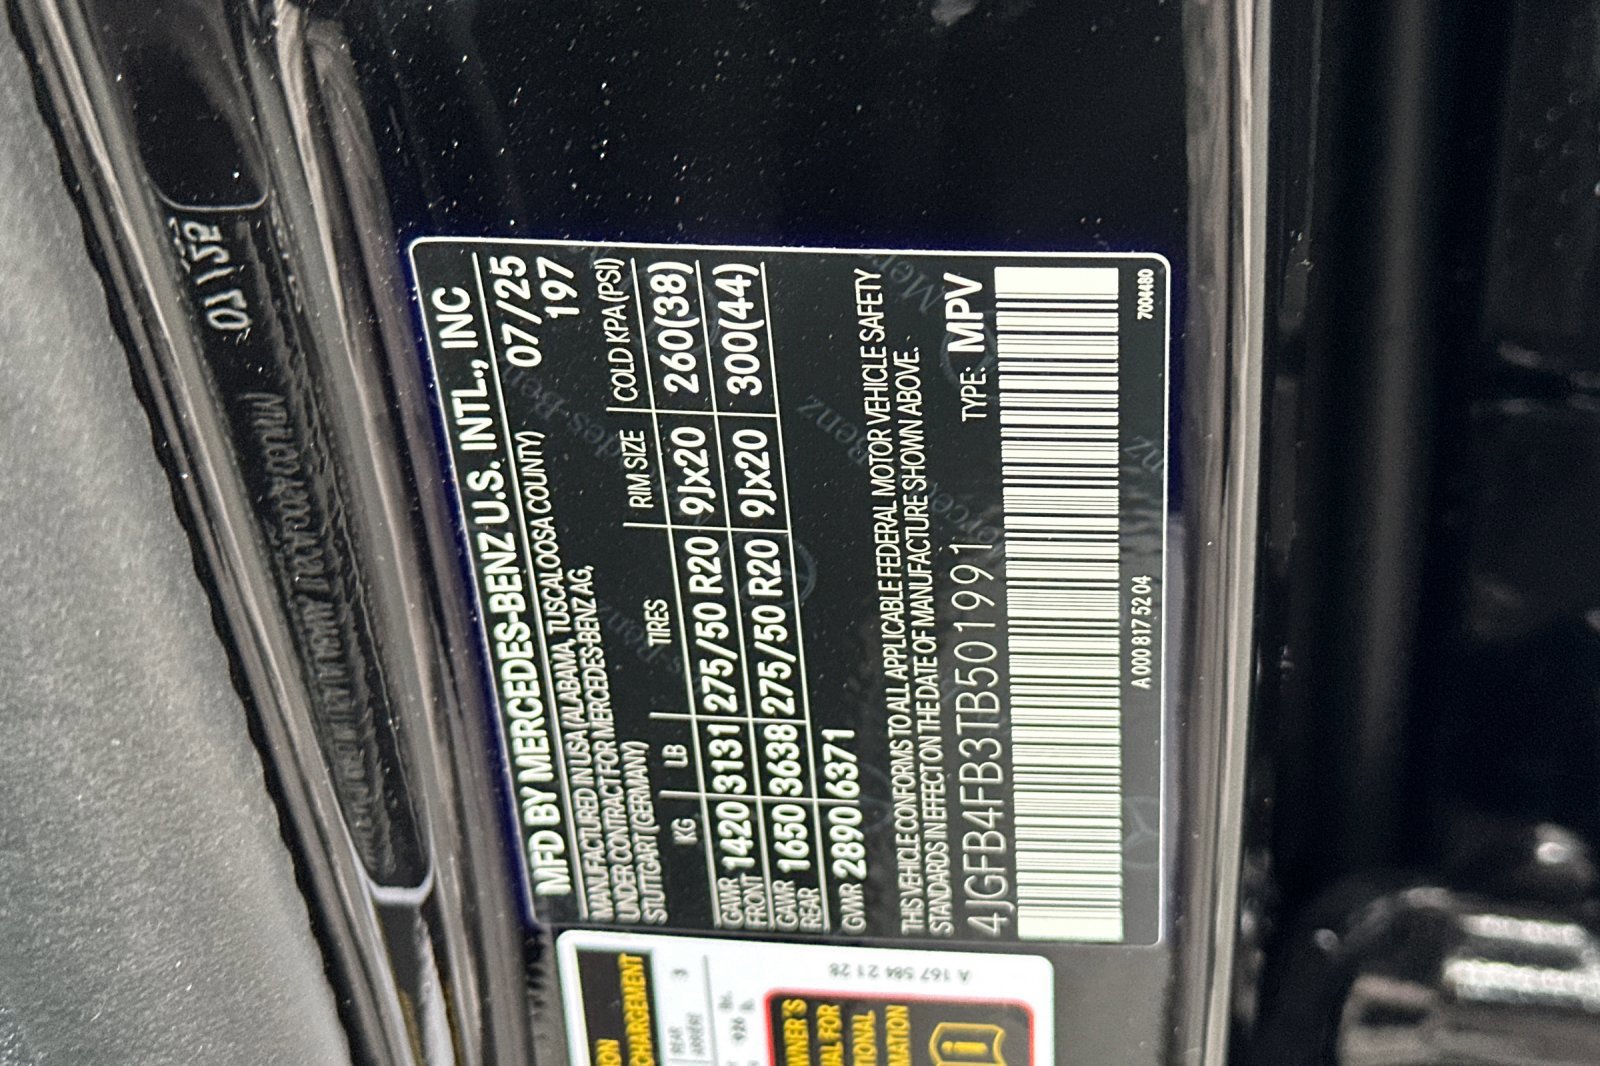 MFD BY MERCEDES-BENZ U.S. INTL., INC
MANUFACTURED IN USA (ALABAMA, TUSCALOOSA COUNTY) 07/25
UNDER CONTRACT FOR MERCEDES-BENZ AG, 197
STUTTGART (GERMANY)
KG LB TIRES RIM SIZE COLD KPA (PSI)
GAWR FRONT 1420 3131 275/50 R20 9Jx20 260(38)
GAWR REAR 1650 3638 275/50 R20 9Jx20 300(44)
GVWR 2890 6371
THIS VEHICLE CONFORMS TO ALL APPLICABLE FEDERAL MOTOR VEHICLE SAFETY
STANDARDS IN EFFECT ON THE DATE OF MANUFACTURE SHOWN ABOVE.
4JGFB4FB3TB501991 TYPE: MPV
A 000 817 52 04 7004480
CHARGEMENT
REAR 3
A 167 584 21 28